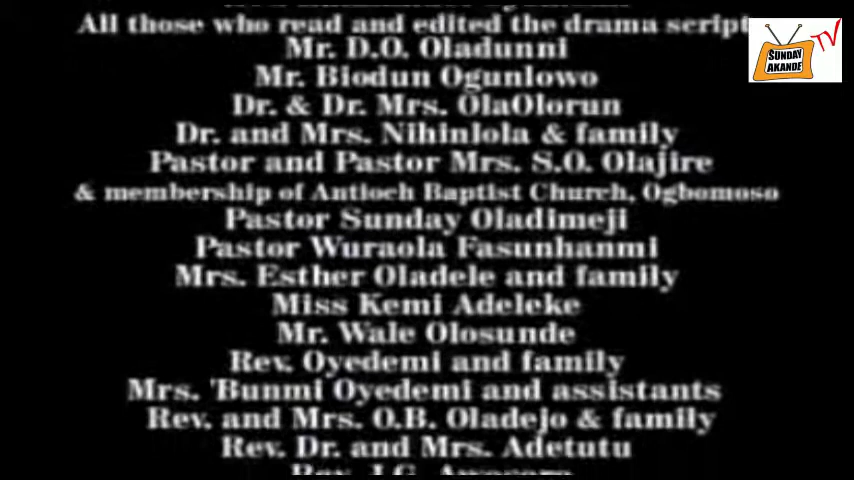 All those who read and edited the drama script
Mr. D.O. Oladunni
Mr. Biodun Ogunlowo
Dr. & Dr. Mrs. OlaOlorun
Dr. and Mrs. Nihinlola & family
Pastor and Pastor Mrs. S.O. Olajire
& membership of Antioch Baptist Church, Ogbomoso
Pastor Sunday Oladimeji
Pastor Wuraola Fasunhanmi
Mrs. Esther Oladele and family
Miss Kemi Adeleke
Mr. Wale Olosunde
Rev. Oyedemi and family
Mrs. 'Bunmi Oyedemi and assistants
Rev. and Mrs. O.B. Oladejo & family
Rev. Dr. and Mrs. Adetutu
Rev. J.G.
SUNDAY
AKANDE
TV